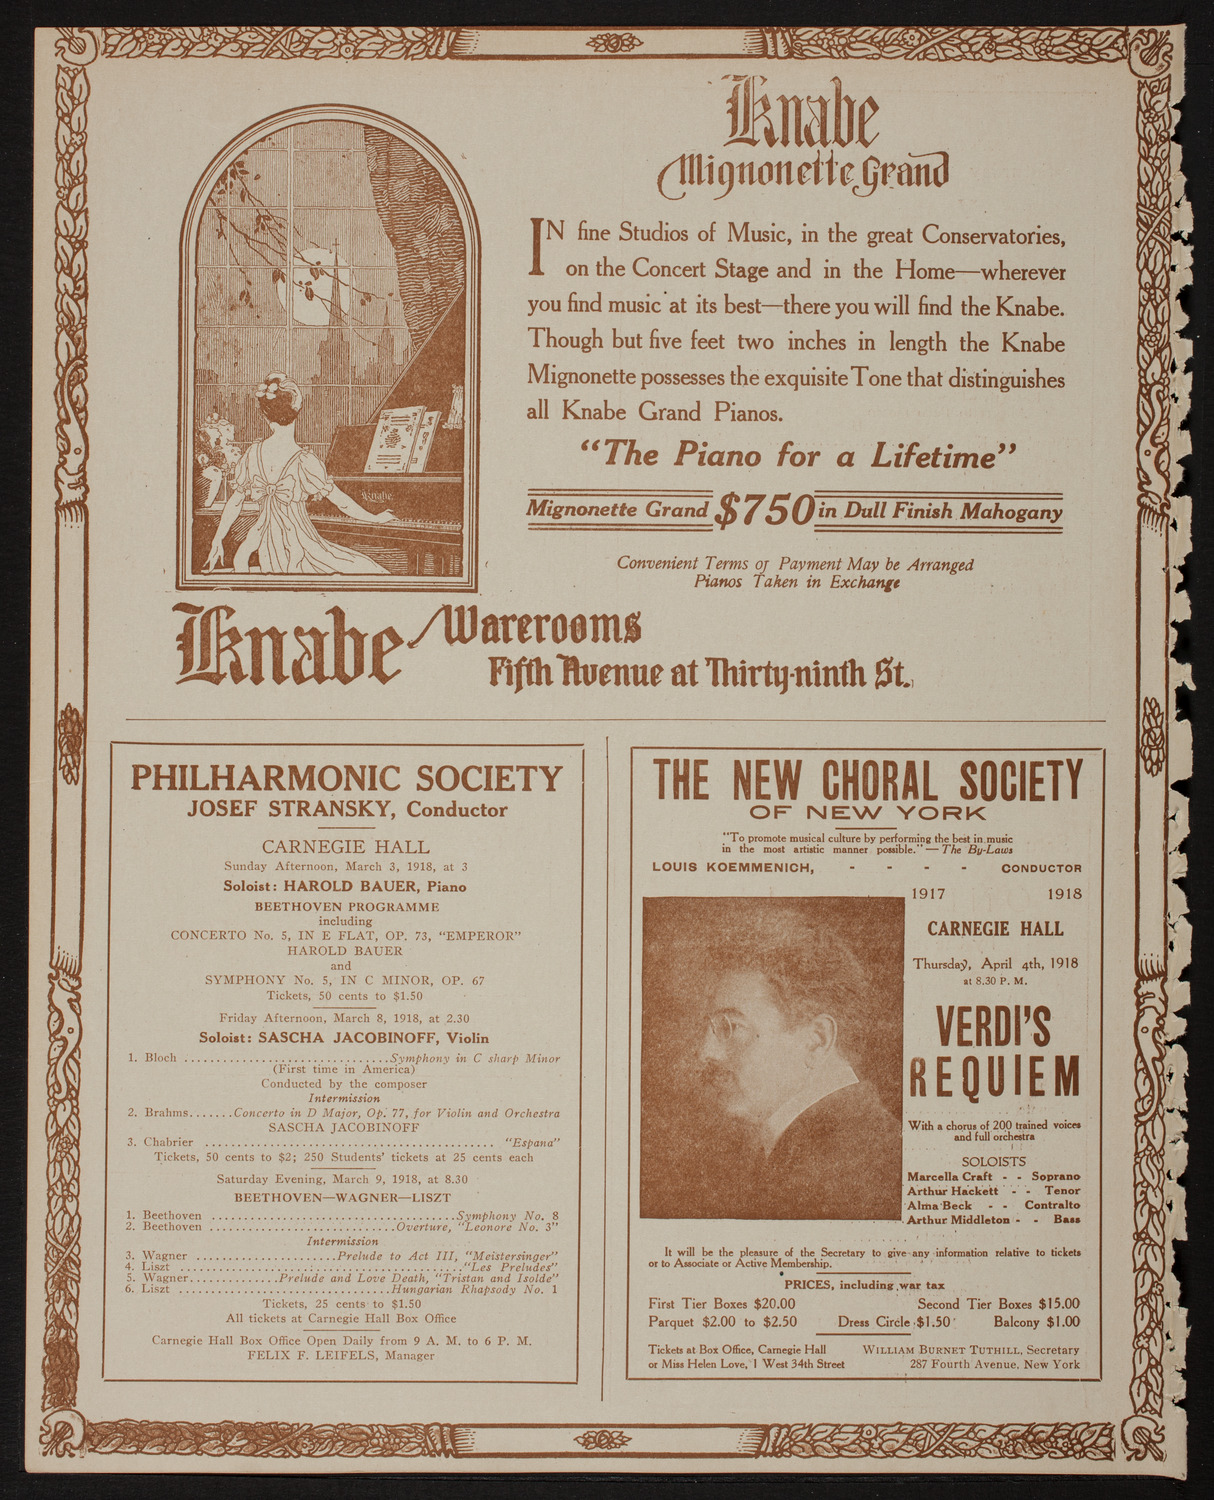 Knabe
Mignonette Grand
IN fine Studios of Music, in the great Conservatories,
on the Concert Stage and in the Home—wherever
you find music at its best—there you will find the Knabe.
Though but five feet two inches in length the Knabe
Mignonette possesses the exquisite Tone that distinguishes
all Knabe Grand Pianos.
"The Piano for a Lifetime"
Mignonette Grand $750 in Dull Finish Mahogany
Convenient Terms of Payment May be Arranged
Pianos Taken in Exchange
Knabe
Knabe Warerooms
Fifth Avenue at Thirty-ninth St.
PHILHARMONIC SOCIETY
JOSEF STRANSKY, Conductor
CARNEGIE HALL
Sunday Afternoon, March 3, 1918, at 3
Soloist: HAROLD BAUER, Piano
BEETHOVEN PROGRAMME
including
CONCERTO No. 5, IN E FLAT, OP. 73, "EMPEROR"
HAROLD BAUER
and
SYMPHONY No. 5, IN C MINOR, OP. 67
Tickets, 50 cents to $1.50
Friday Afternoon, March 8, 1918, at 2.30
Soloist: SASCHA JACOBINOFF, Violin
1. Bloch ................................Symphony in C sharp Minor
(First time in America)
Conducted by the composer
Intermission
2. Brahms.......Concerto in D Major, Op. 77, for Violin and Orchestra
SASCHA JACOBINOFF
3. Chabrier ............................................. "Espana"
Tickets, 50 cents to $2; 250 Students' tickets at 25 cents each
Saturday Evening, March 9, 1918, at 8.30
BEETHOVEN—WAGNER—LISZT
1. Beethoven ......................................Symphony No. 8
2. Beethoven .............................Overture, "Leonore No. 3"
Intermission
3. Wagner ......................Prelude to Act III, "Meistersinger"
4. Liszt ............................................"Les Preludes"
5. Wagner..............Prelude and Love Death, "Tristan and Isolde"
6. Liszt .................................Hungarian Rhapsody No. 1
Tickets, 25 cents to $1.50
All tickets at Carnegie Hall Box Office
Carnegie Hall Box Office Open Daily from 9 A. M. to 6 P. M.
FELIX F. LEIFELS, Manager
THE NEW CHORAL SOCIETY
OF NEW YORK
"To promote musical culture by performing the best in music
in the most artistic manner possible."—The By-Laws
LOUIS KOEMMENICH, - - - - CONDUCTOR
1917 1918
CARNEGIE HALL
Thursday, April 4th, 1918
at 8.30 P. M.
VERDI'S
REQUIEM
With a chorus of 200 trained voices
and full orchestra
SOLOISTS
Marcella Craft - - Soprano
Arthur Hackett - - Tenor
Alma Beck - - Contralto
Arthur Middleton - - Bass
It will be the pleasure of the Secretary to give any information relative to tickets
or to Associate or Active Membership.
PRICES, including war tax
First Tier Boxes $20.00 Second Tier Boxes $15.00
Parquet $2.00 to $2.50 Dress Circle $1.50 Balcony $1.00
Tickets at Box Office, Carnegie Hall
or Miss Helen Love, 1 West 34th Street
WILLIAM BURNET TUTHILL, Secretary
287 Fourth Avenue, New York